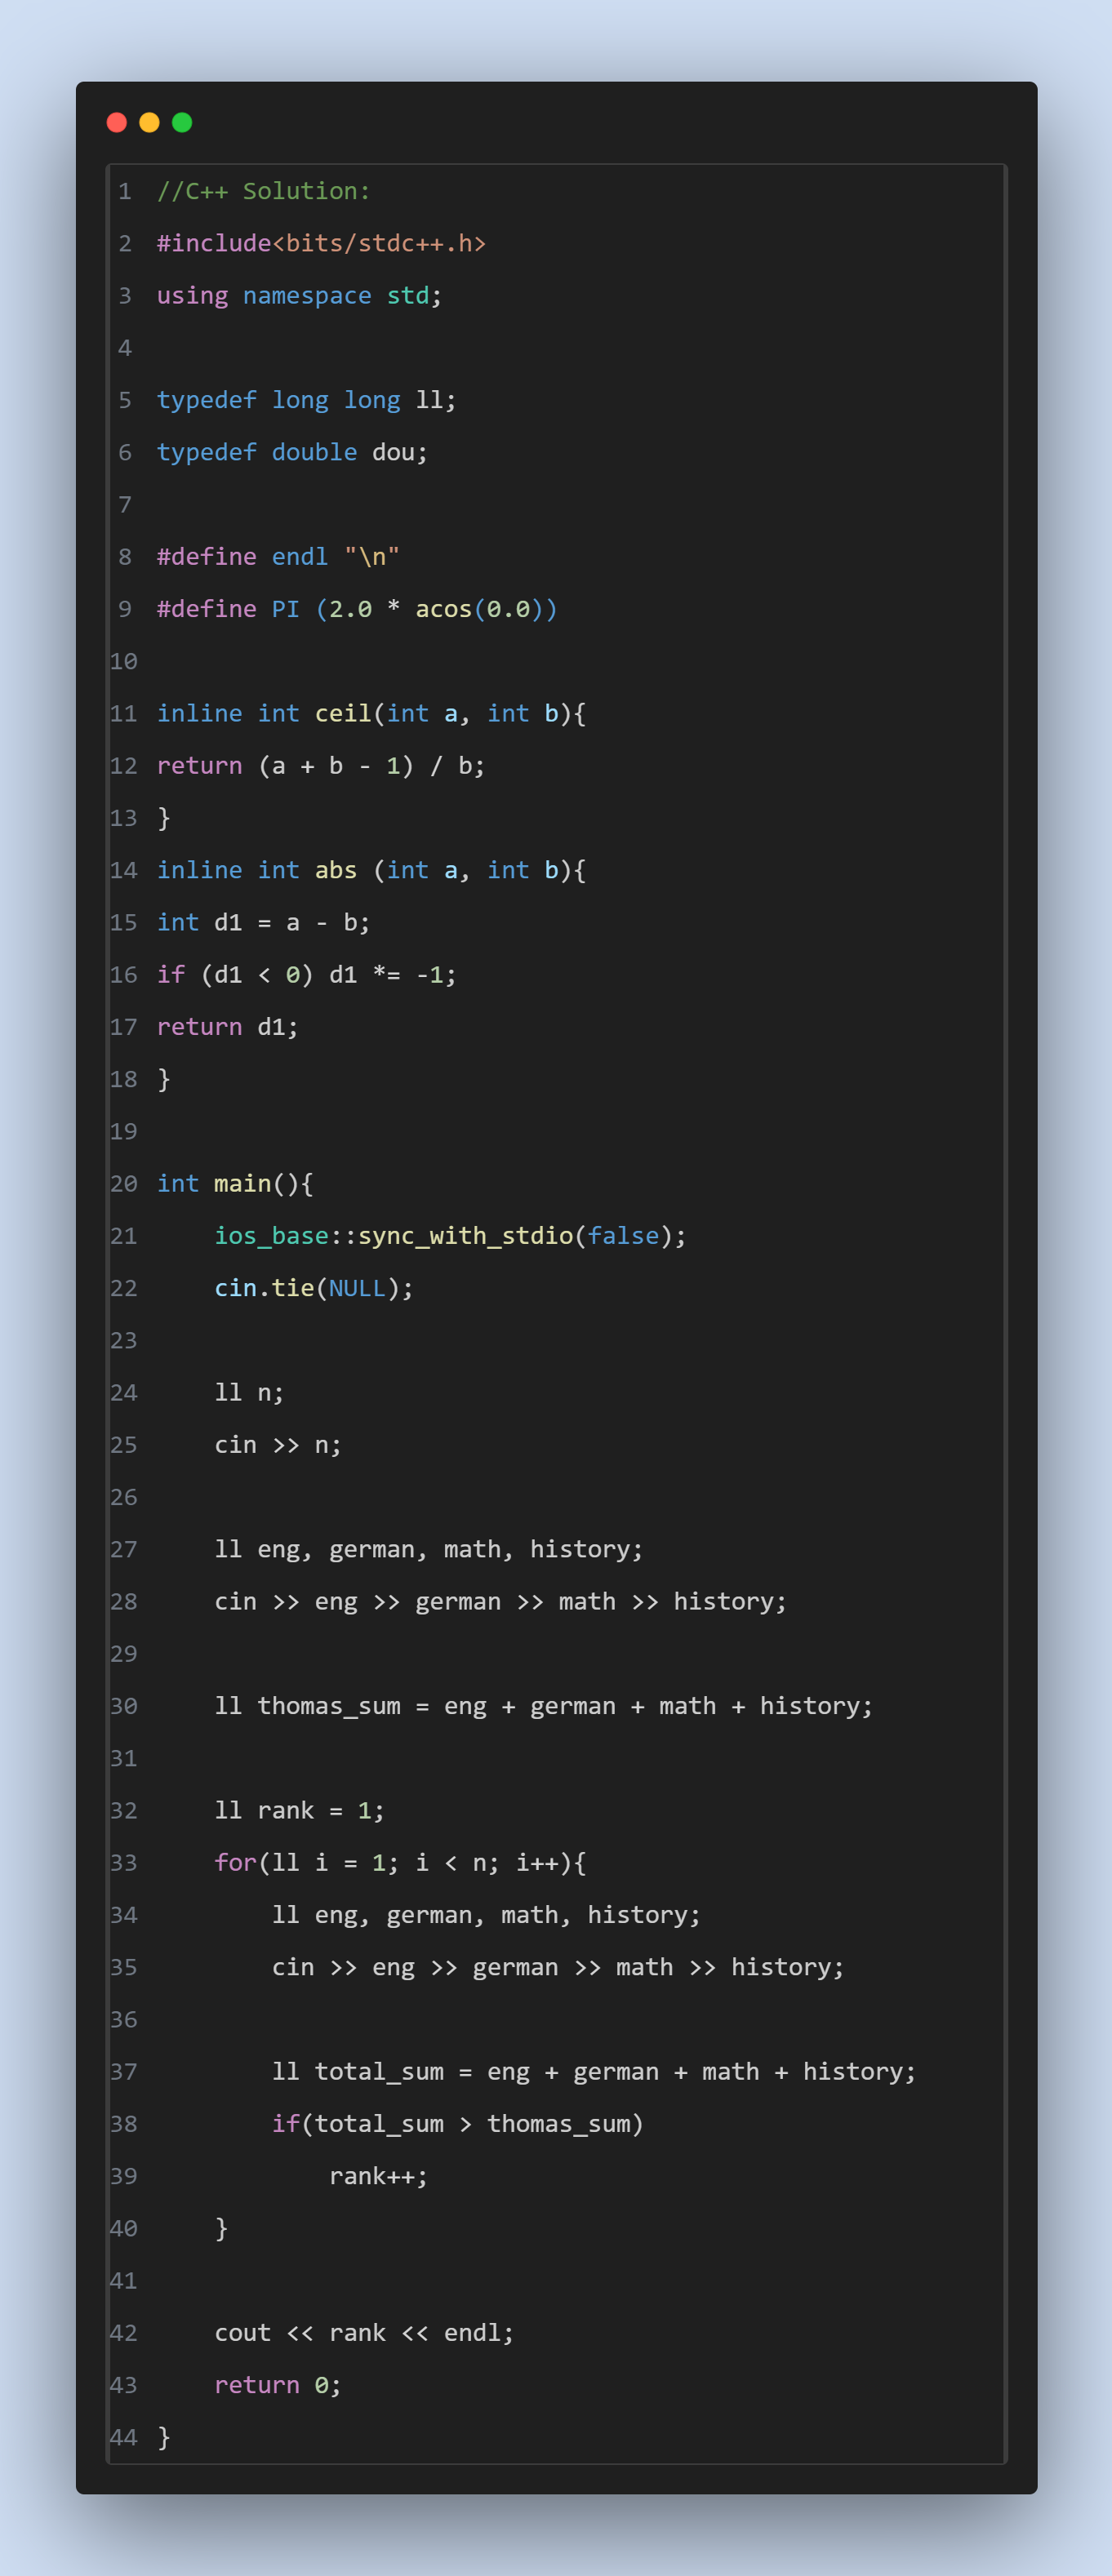 1 //C++ Solution:
2 #include<bits/stdc++.h>
3 using namespace std;
4
5 typedef long long ll;
6 typedef double dou;
7
8 #define endl "\n"
9 #define PI (2.0 * acos(0.0))
10
11 inline int ceil(int a, int b){
12 return (a + b - 1) / b;
13 }
14 inline int abs (int a, int b){
15 int d1 = a - b;
16 if (d1 < 0) d1 *= -1;
17 return d1;
18 }
19
20 int main(){
21     ios_base::sync_with_stdio(false);
22     cin.tie(NULL);
23
24     ll n;
25     cin >> n;
26
27     ll eng, german, math, history;
28     cin >> eng >> german >> math >> history;
29
30     ll thomas_sum = eng + german + math + history;
31
32     ll rank = 1;
33     for(ll i = 1; i < n; i++){
34         ll eng, german, math, history;
35         cin >> eng >> german >> math >> history;
36
37         ll total_sum = eng + german + math + history;
38         if(total_sum > thomas_sum)
39             rank++;
40     }
41
42     cout << rank << endl;
43     return 0;
44 }